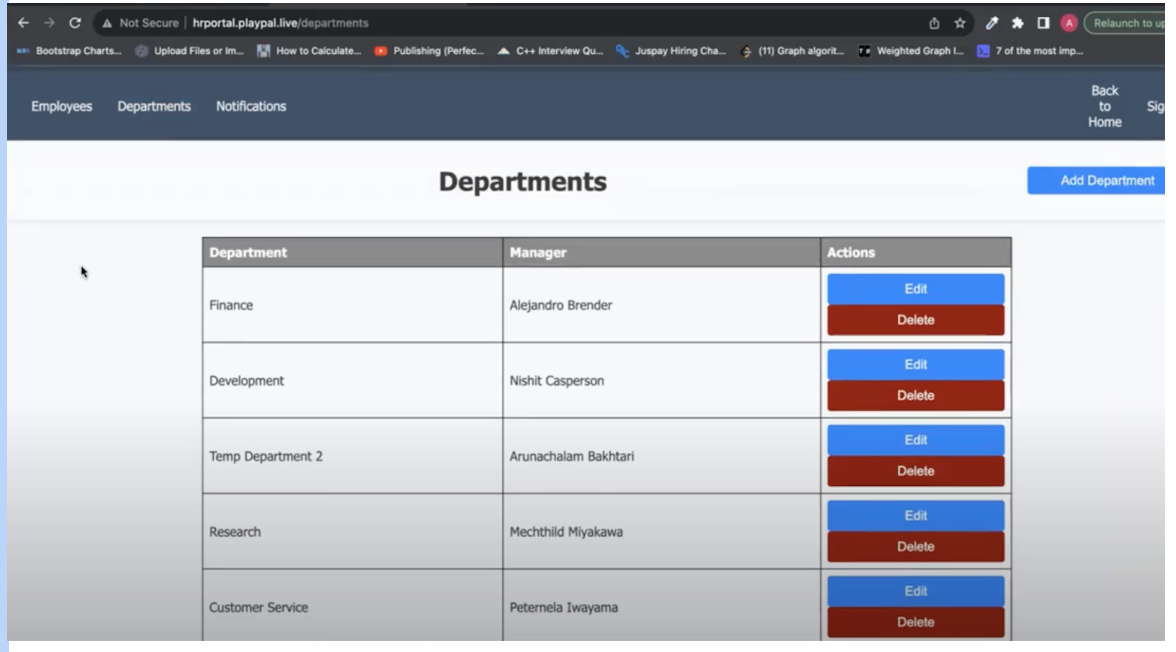 Not Secure | hrportal.playpal.live/departments
Relaunch to up
Bootstrap Charts... Upload Files or Im... How to Calculate... Publishing (Perfec... C++ Interview Qu... Juspay Hiring Cha... (11) Graph algorit... Weighted Graph I... 7 of the most imp...
Employees Departments Notifications Back to Home Sig
Departments
Add Department
Department Manager Actions
Finance Alejandro Brender Edit Delete
Development Nishit Casperson Edit Delete
Temp Department 2 Arunachalam Bakhtari Edit Delete
Research Mechthild Miyakawa Edit Delete
Customer Service Peternela Iwayama Edit Delete